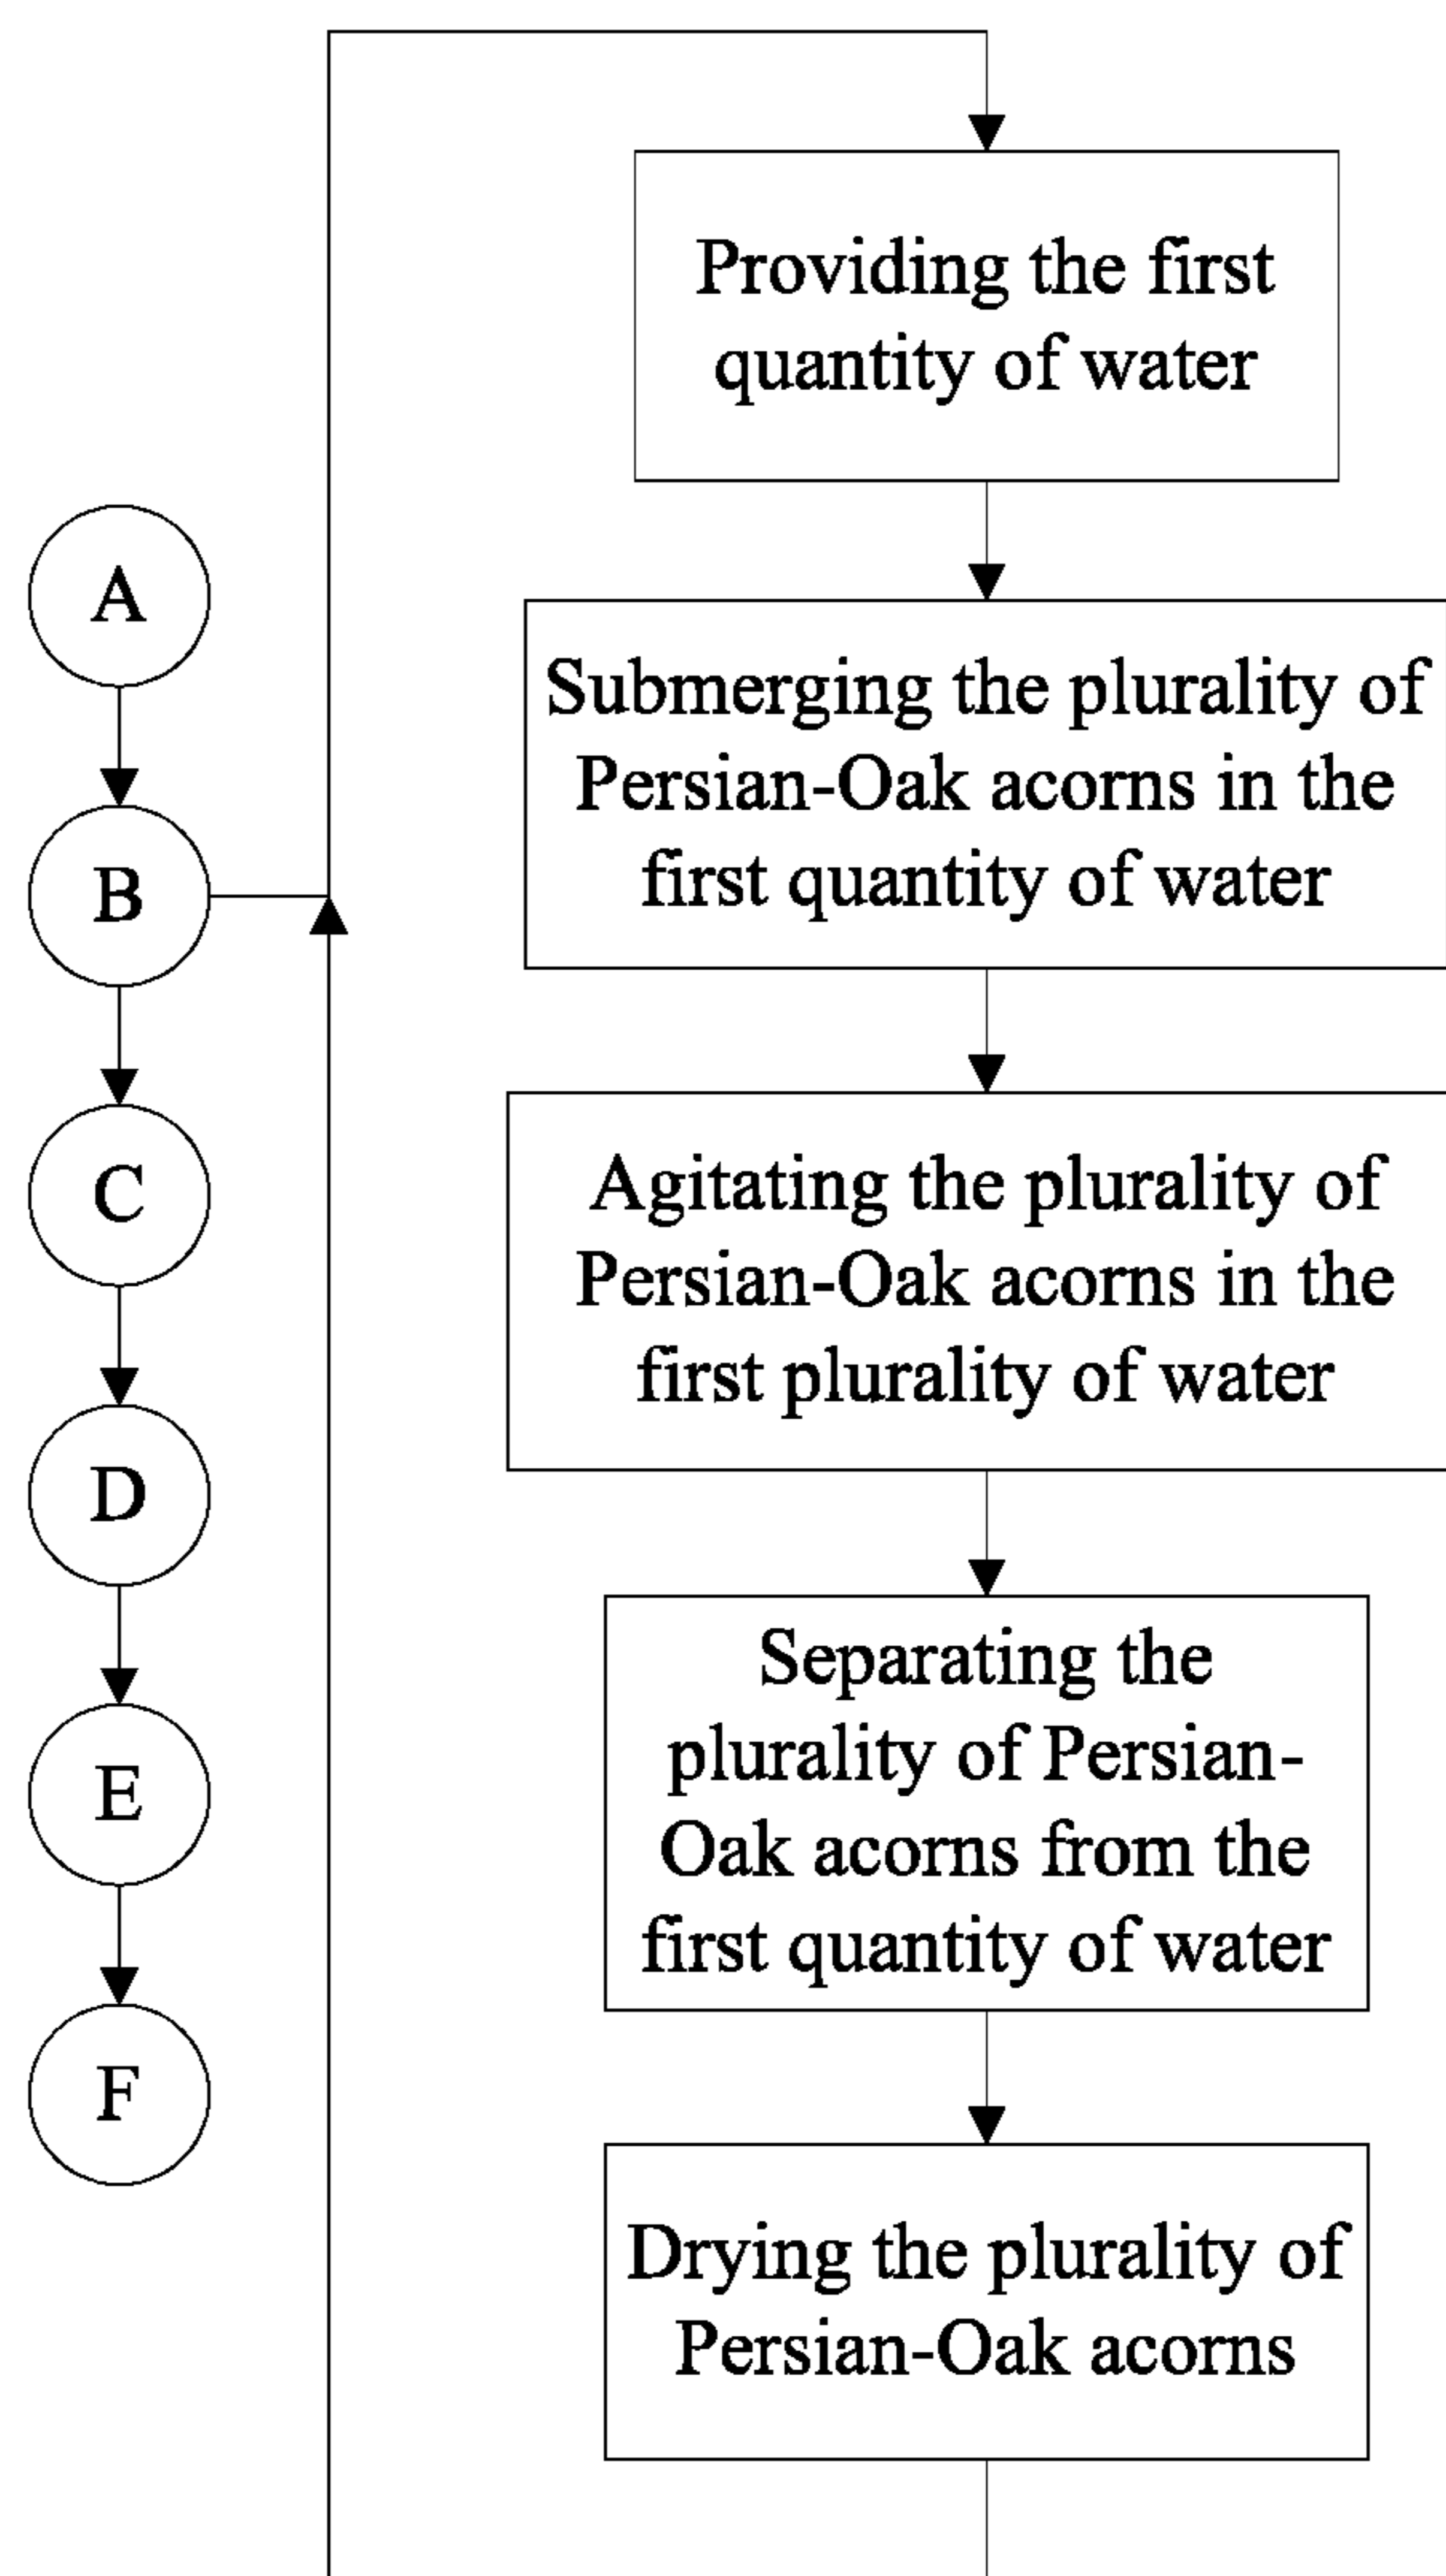 A
B
C
D
E
F
Providing the first
quantity of water
Submerging the plurality of
Persian-Oak acorns in the
first quantity of water
Agitating the plurality of
Persian-Oak acorns in the
first plurality of water
Separating the
plurality of Persian-
Oak acorns from the
first quantity of water
Drying the plurality of
Persian-Oak acorns